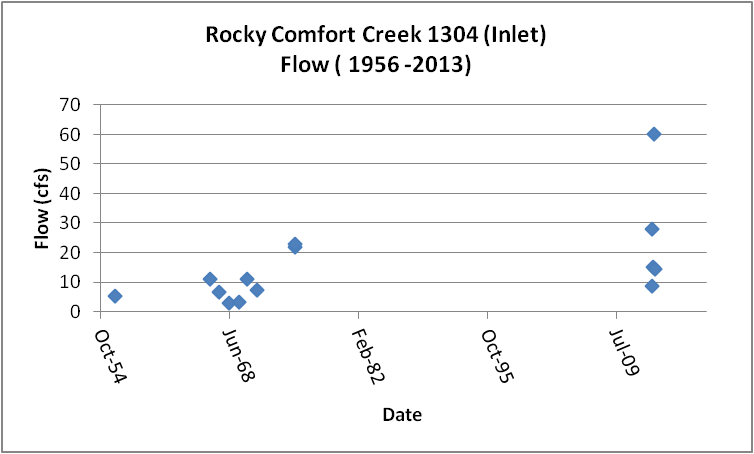 Rocky Comfort Creek 1304 (Inlet)
Flow ( 1956 -2013)
Flow (cfs)
70
60
50
40
30
20
10
0
Oct-54
Jun-68
Feb-82
Oct-95
Jul-09
Date